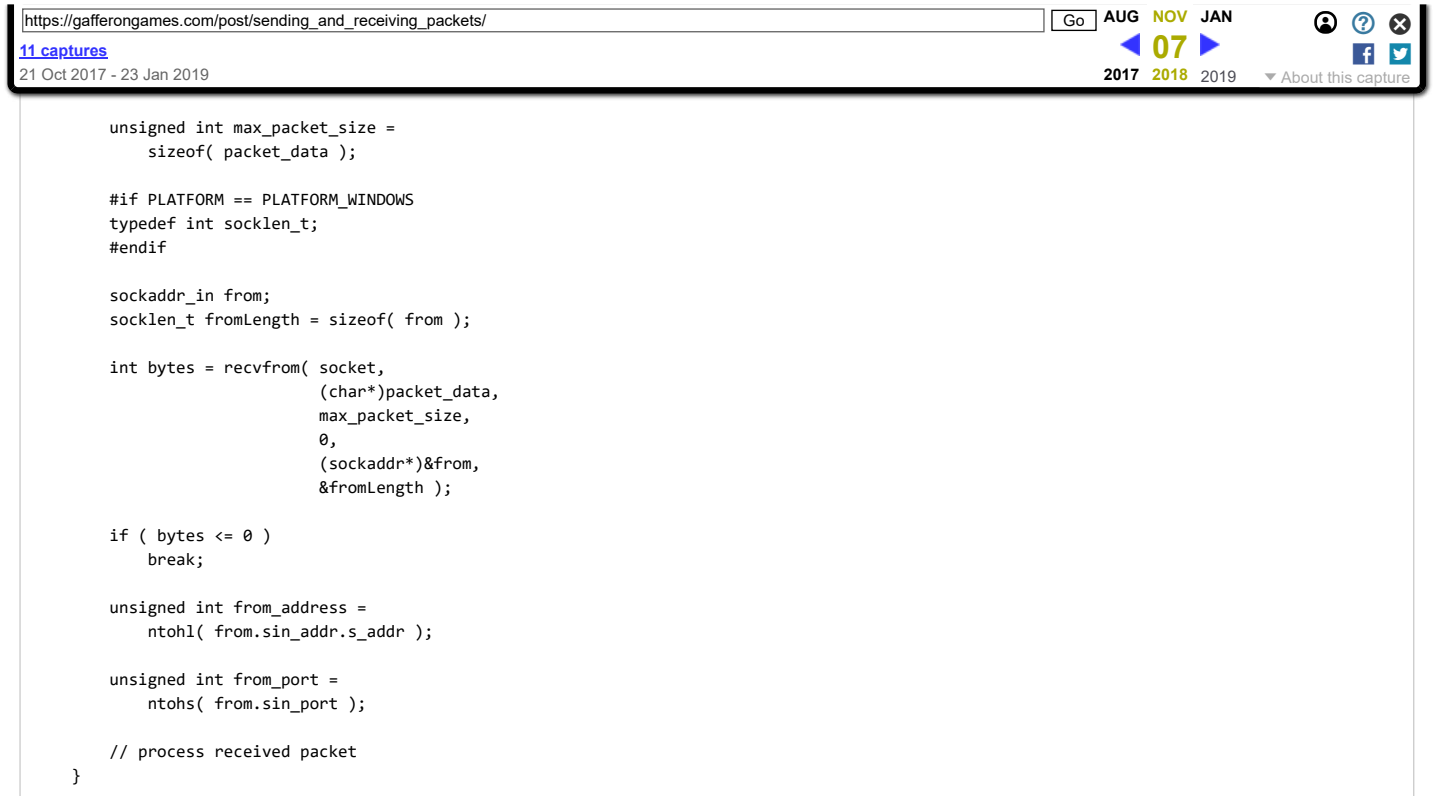 https://gafferongames.com/post/sending_and_receiving_packets/
Go
AUG NOV JAN
11 captures
07
21 Oct 2017 - 23 Jan 2019
2017 2018 2019
About this capture
unsigned int max_packet_size =
sizeof( packet_data );
#if PLATFORM == PLATFORM_WINDOWS
typedef int socklen_t;
#endif
sockaddr_in from;
socklen_t fromLength = sizeof( from );
int bytes = recvfrom( socket,
(char*)packet_data,
max_packet_size,
0,
(sockaddr*)&from,
&fromLength );
if ( bytes <= 0 )
break;
unsigned int from_address =
ntohl( from.sin_addr.s_addr );
unsigned int from_port =
ntohs( from.sin_port );
// process received packet
}